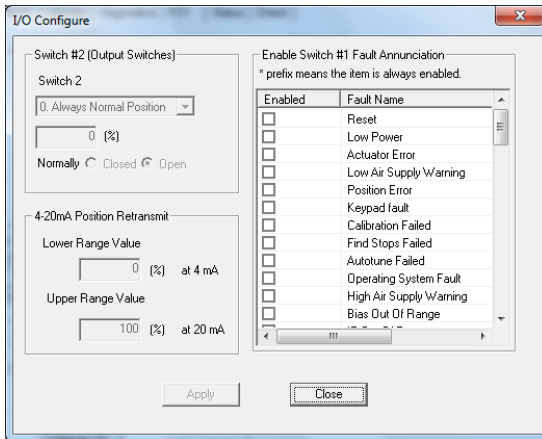 I/O Configure
Switch #2 (Output Switches)
Switch 2
0. Always Normal Position
0 (%)
Normally Closed Open
4-20mA Position Retransmit
Lower Range Value
0 (%) at 4 mA
Upper Range Value
100 (%) at 20 mA
Enable Switch #1 Fault Annunciation
* prefix means the item is always enabled.
Enabled Fault Name
Reset
Low Power
Actuator Error
Low Air Supply Warning
Position Error
Keypad fault
Calibration Failed
Find Stops Failed
Autotune Failed
Operating System Fault
High Air Supply Warning
Bias Out Of Range
Apply Close